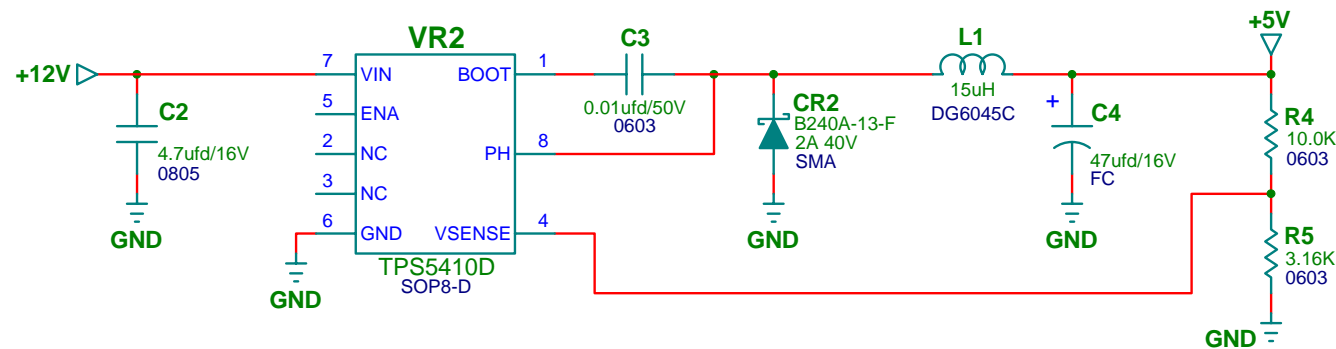 +12V
C2
4.7ufd/16V
0805
GND
VR2
7
VIN
5
ENA
2
NC
3
NC
6
GND
BOOT
1
PH
8
VSENSE
4
TPS5410D
SOP8-D
GND
C3
0.01ufd/50V
0603
CR2
B240A-13-F
2A 40V
SMA
GND
L1
15uH
DG6045C
+
C4
47ufd/16V
FC
GND
+5V
R4
10.0K
0603
R5
3.16K
0603
GND